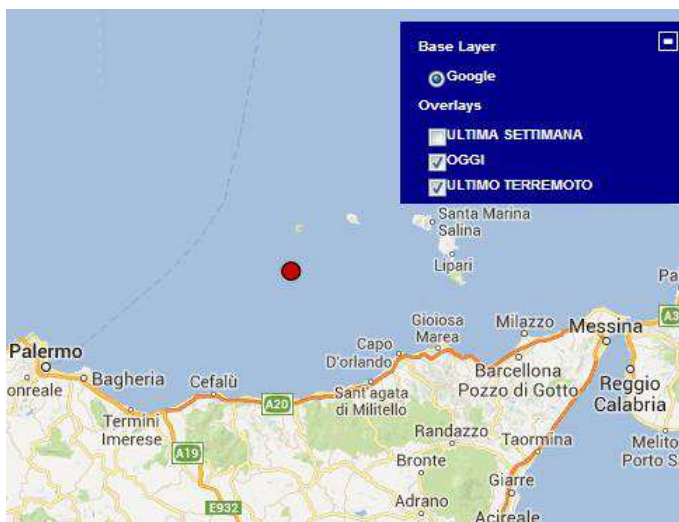 Base Layer
Google
Overlays
ULTIMA SETTIMANA
OGGI
ULTIMO TERREMOTO
Santa Marina
Salina
Lipari
Pa
A3
Gioiosa
Marea
Milazzo
Messina
Capo
D'orlando
Palermo
Bagheria
Cefalù
Barcellona
Pozzo di Gotto
Reggio
Calabria
onreale
Sant'agata
di Militello
A20
Termini
Imerese
Randazzo
Taormina
Melito
Porto S
A19
Bronte
Giarre
E932
Adrano
Acireale